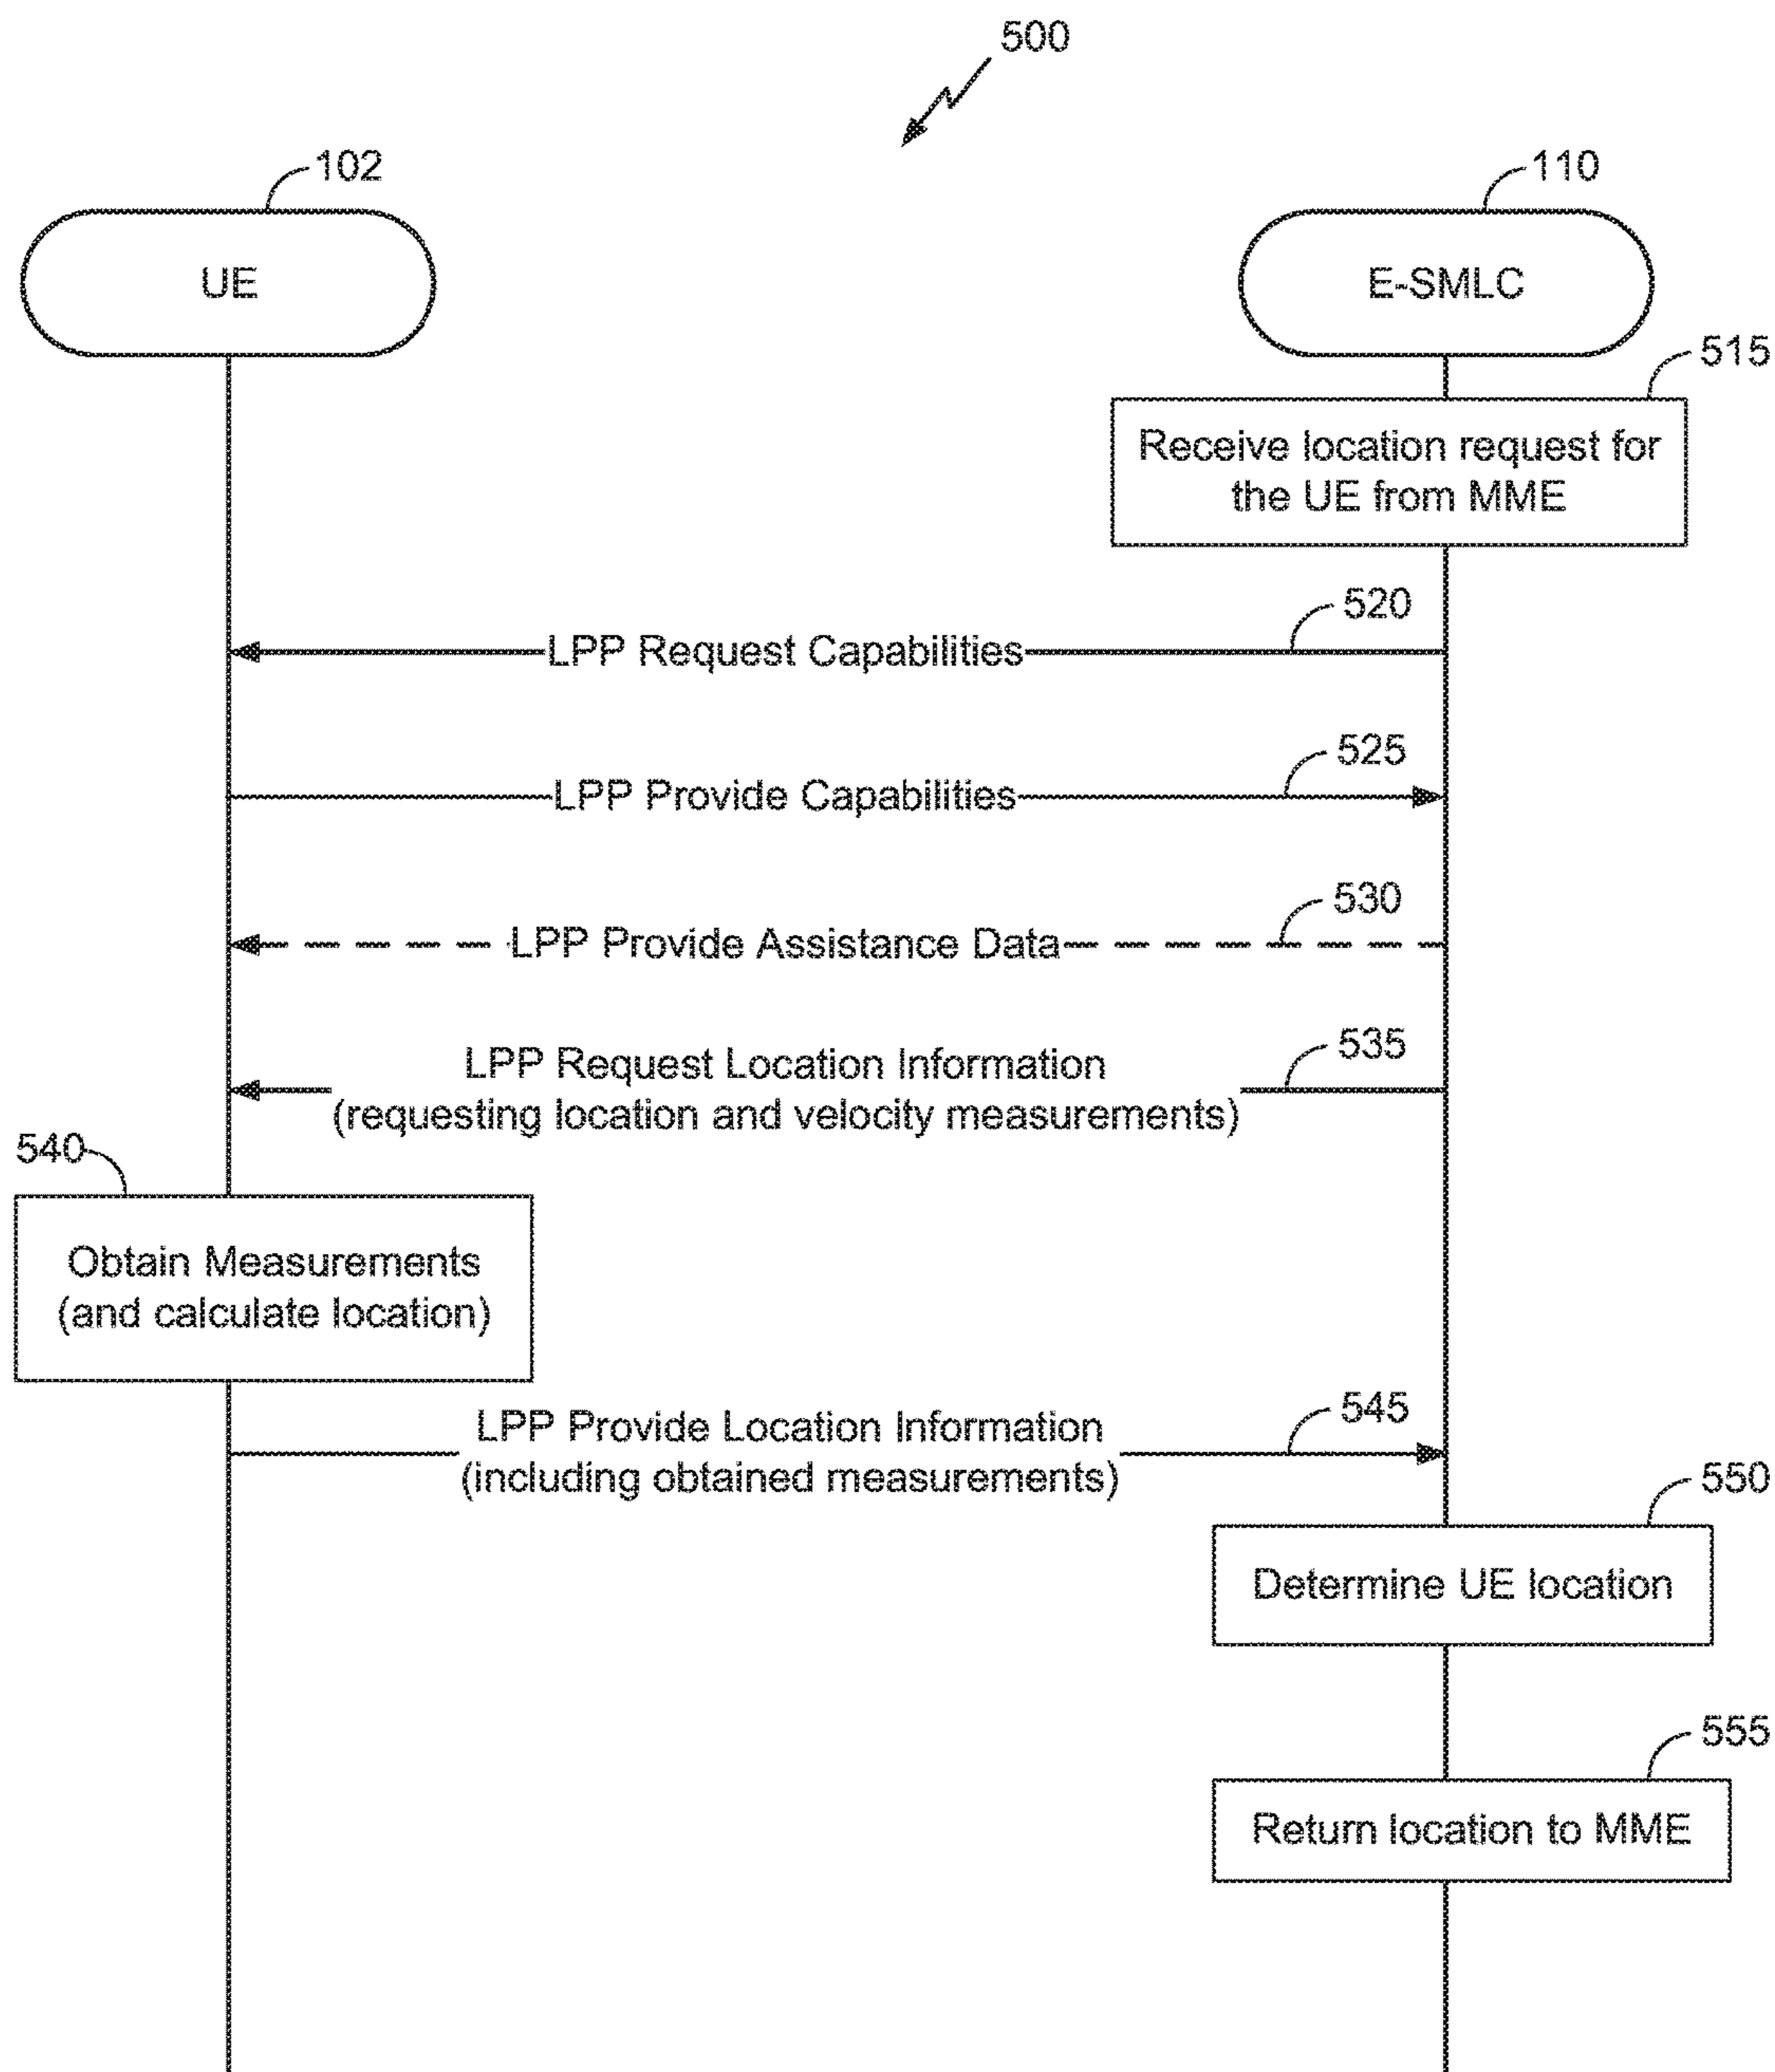 500
102
110
UE
E-SMLC
515
Receive location request for
the UE from MME
520
LPP Request Capabilities
525
LPP Provide Capabilities
530
LPP Provide Assistance Data
535
LPP Request Location Information
(requesting location and velocity measurements)
540
Obtain Measurements
(and calculate location)
545
LPP Provide Location Information
(including obtained measurements)
550
Determine UE location
555
Return location to MME